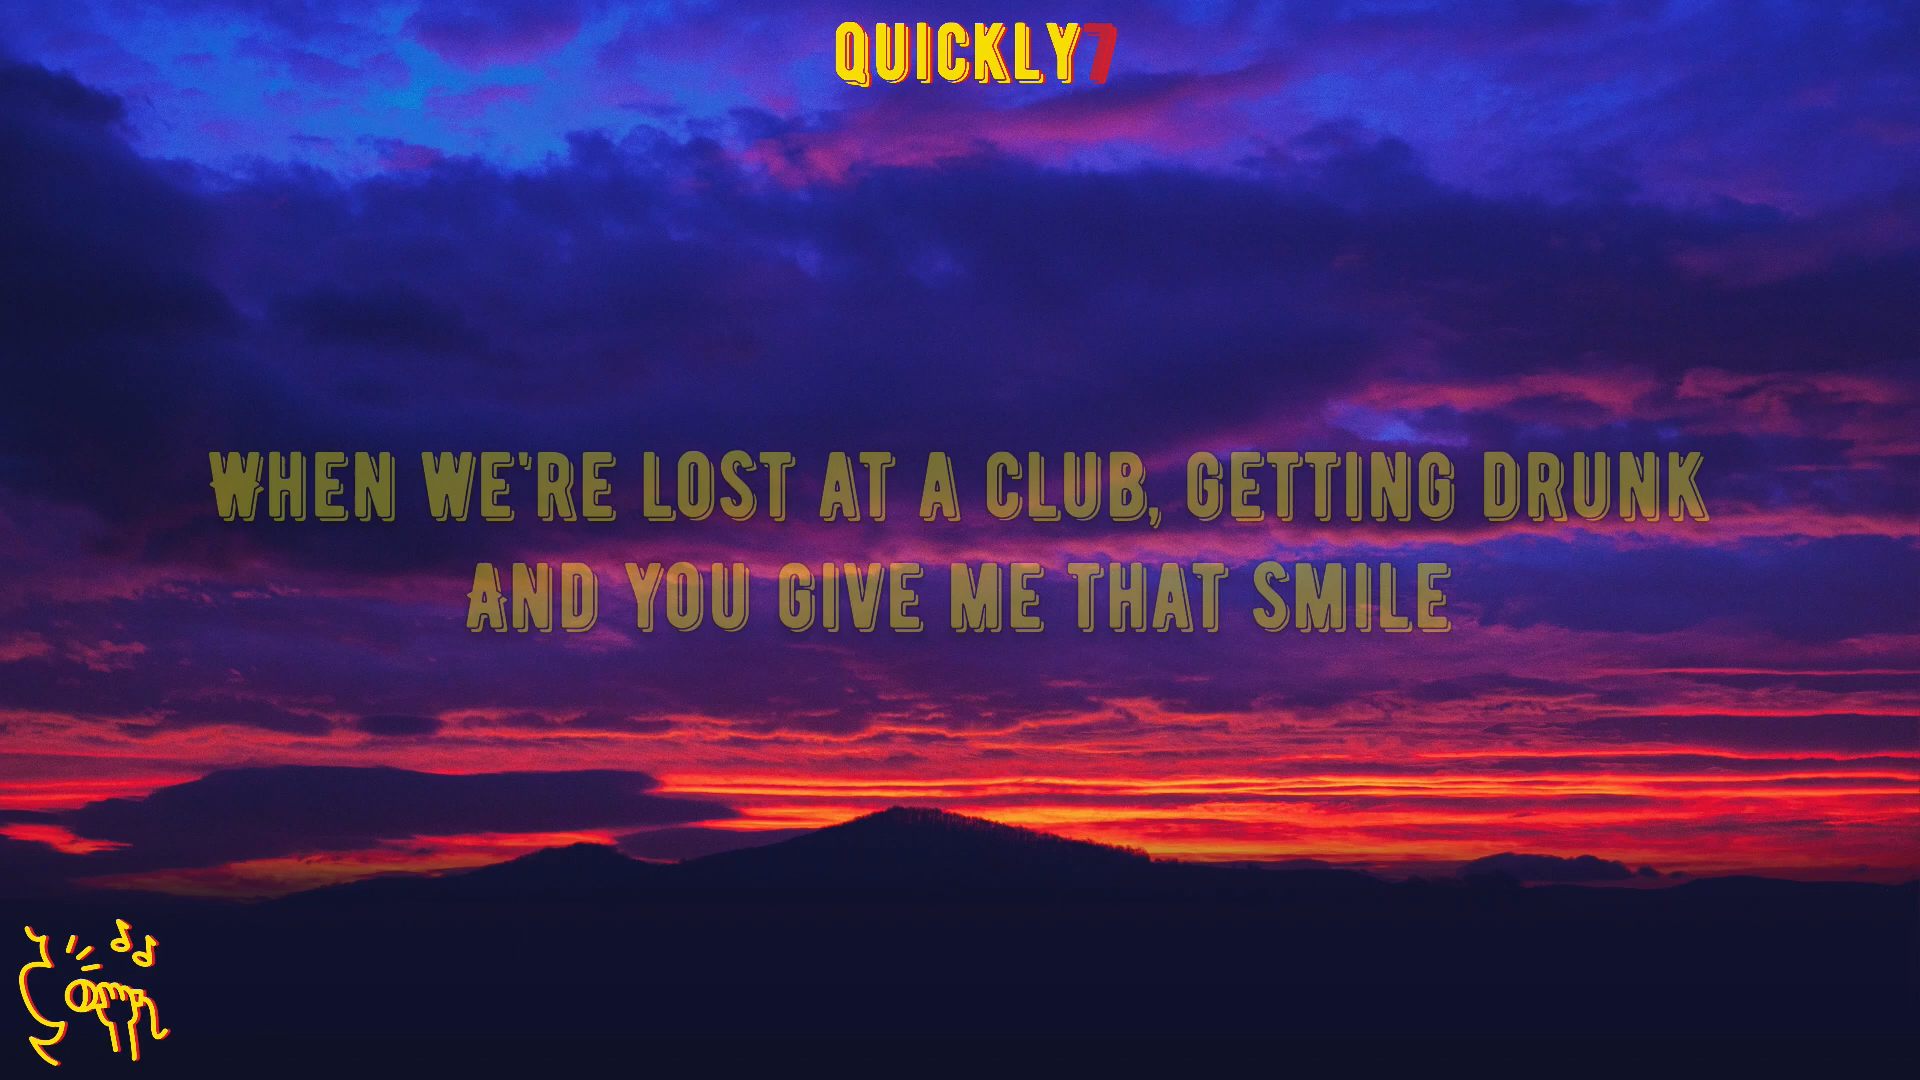 QUICKLY7
WHEN WE'RE LOST AT A CLUB, GETTING DRUNK
AND YOU GIVE ME THAT SMILE